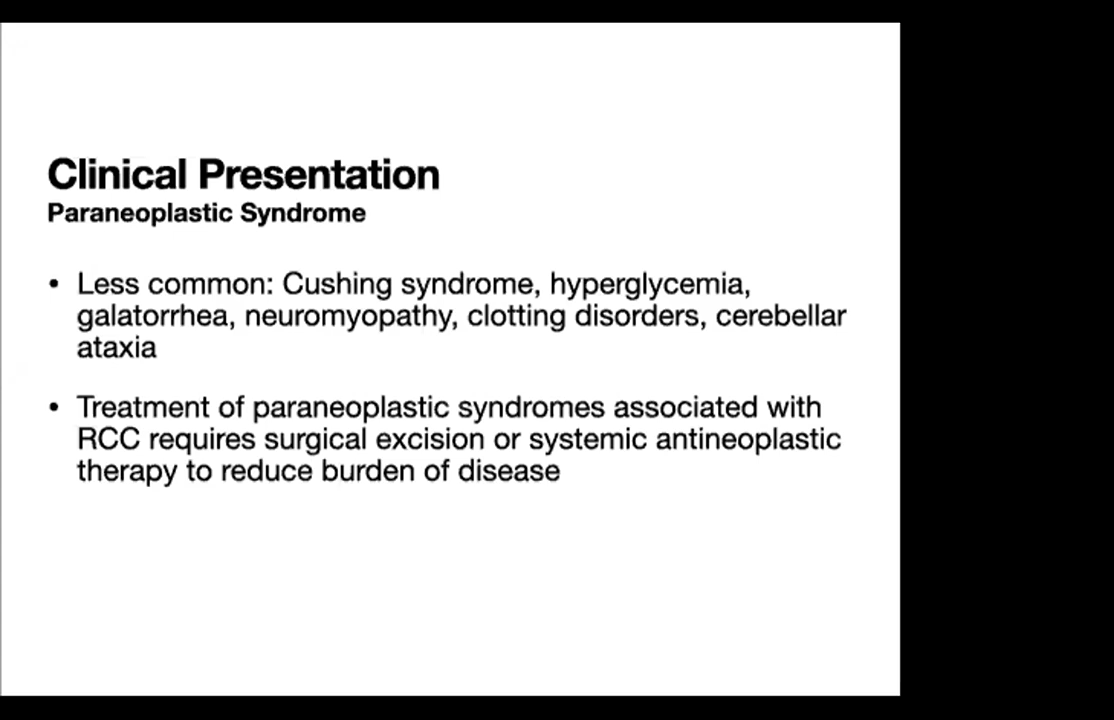 Clinical Presentation
Paraneoplastic Syndrome
• Less common: Cushing syndrome, hyperglycemia,
galatorrhea, neuromyopathy, clotting disorders, cerebellar
ataxia
• Treatment of paraneoplastic syndromes associated with
RCC requires surgical excision or systemic antineoplastic
therapy to reduce burden of disease